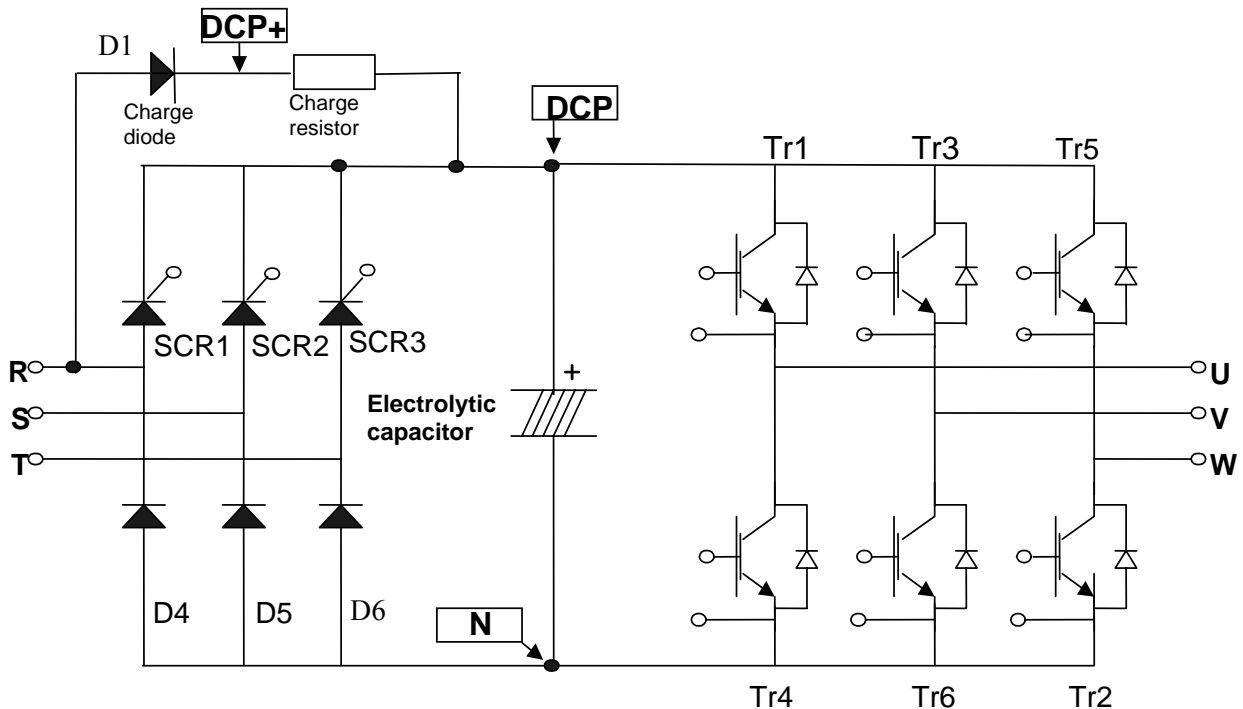 DCP+
D1
Charge
diode
Charge
resistor
DCP
Tr1 Tr3 Tr5
SCR1 SCR2 SCR3
R
S
T
Electrolytic
capacitor
+
U
V
W
D4 D5 D6
N
Tr4 Tr6 Tr2